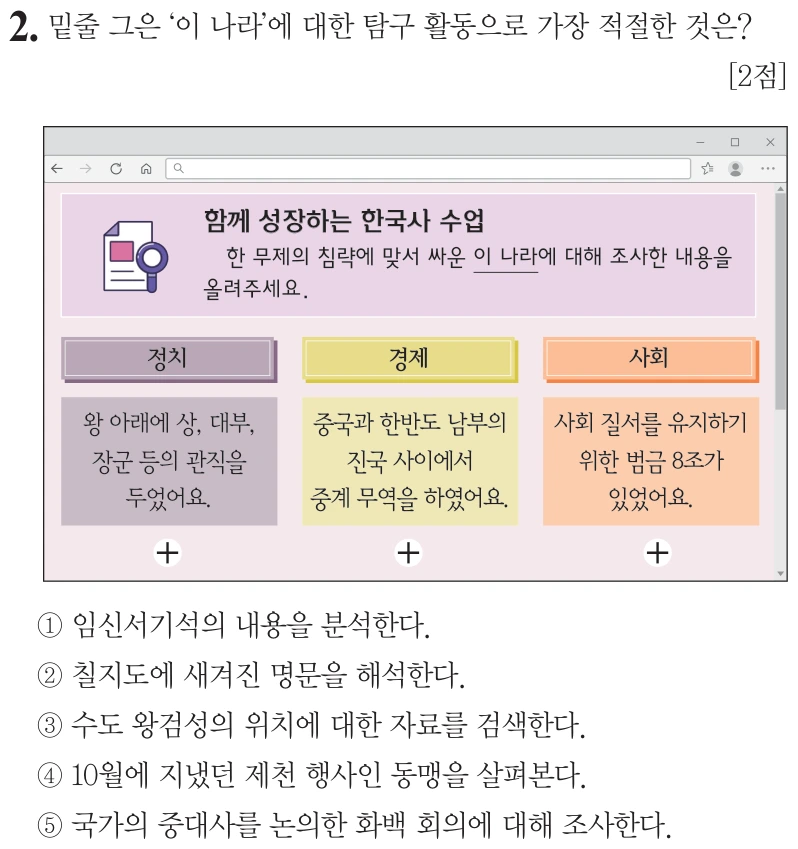 2. 밑줄 그은 ‘이 나라’에 대한 탐구 활동으로 가장 적절한 것은?
[2점]
함께 성장하는 한국사 수업
한 무제의 침략에 맞서 싸운 이 나라에 대해 조사한 내용을
올려주세요.
정치
왕 아래에 상, 대부,
장군 등의 관직을
두었어요.
경제
중국과 한반도 남부의
진국 사이에서
중계 무역을 하였어요.
사회
사회 질서를 유지하기
위한 범금 8조가
있었어요.
① 임신서기석의 내용을 분석한다.
② 칠지도에 새겨진 명문을 해석한다.
③ 수도 왕검성의 위치에 대한 자료를 검색한다.
④ 10월에 지냈던 제천 행사인 동맹을 살펴본다.
⑤ 국가의 중대사를 논의한 화백 회의에 대해 조사한다.